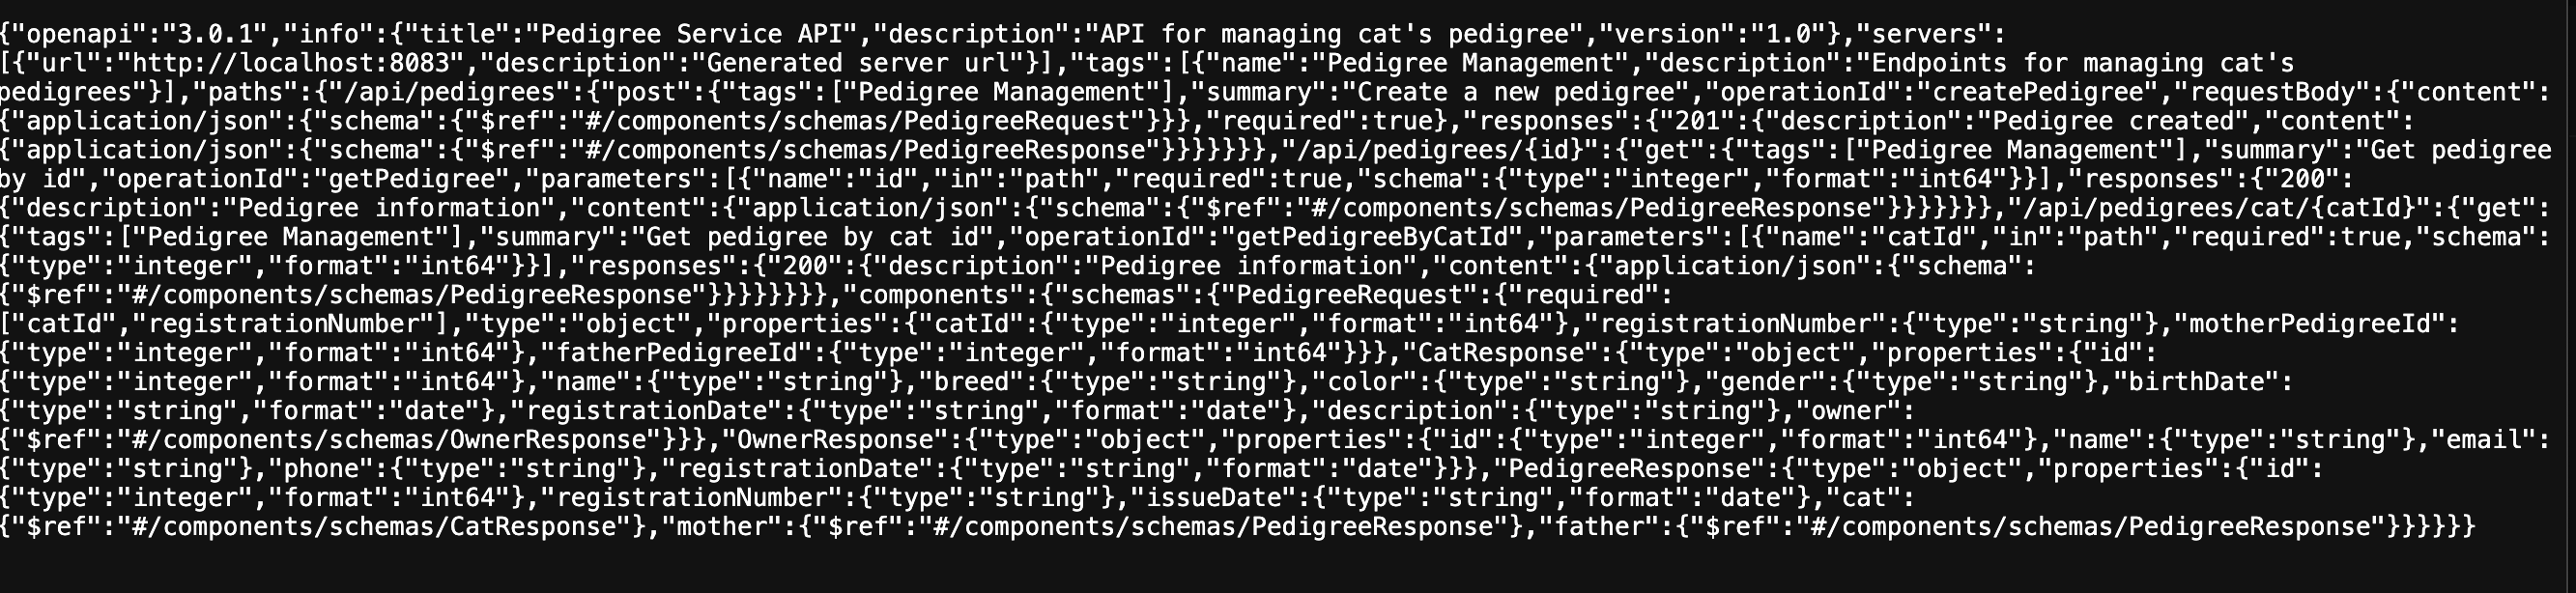 {"openapi":"3.0.1","info":{"title":"Pedigree Service API","description":"API for managing cat's pedigree","version":"1.0"},"servers":
[{"url":"http://localhost:8083","description":"Generated server url"}],"tags":[{"name":"Pedigree Management","description":"Endpoints for managing cat's
pedigrees"}],"paths":{"/api/pedigrees":{"post":{"tags":["Pedigree Management"],"summary":"Create a new pedigree","operationId":"createPedigree","requestBody":{"content":
{"application/json":{"schema":{"$ref":"#/components/schemas/PedigreeRequest"}}},"required":true},"responses":{"201":{"description":"Pedigree created","content":
{"application/json":{"schema":{"$ref":"#/components/schemas/PedigreeResponse"}}}}}}},"/api/pedigrees/{id}":{"get":{"tags":["Pedigree Management"],"summary":"Get pedigree
by id","operationId":"getPedigree","parameters":[{"name":"id","in":"path","required":true,"schema":{"type":"integer","format":"int64"}}],"responses":{"200":
{"description":"Pedigree information","content":{"application/json":{"schema":{"$ref":"#/components/schemas/PedigreeResponse"}}}}}}},"/api/pedigrees/cat/{catId}":{"get":
{"tags":["Pedigree Management"],"summary":"Get pedigree by cat id","operationId":"getPedigreeByCatId","parameters":[{"name":"catId","in":"path","required":true,"schema":
{"type":"integer","format":"int64"}}],"responses":{"200":{"description":"Pedigree information","content":{"application/json":{"schema":
{"$ref":"#/components/schemas/PedigreeResponse"}}}}}}}},"components":{"schemas":{"PedigreeRequest":{"required":
["catId","registrationNumber"],"type":"object","properties":{"catId":{"type":"integer","format":"int64"},"registrationNumber":{"type":"string"},"motherPedigreeId":
{"type":"integer","format":"int64"},"fatherPedigreeId":{"type":"integer","format":"int64"}}},"CatResponse":{"type":"object","properties":{"id":
{"type":"integer","format":"int64"},"name":{"type":"string"},"breed":{"type":"string"},"color":{"type":"string"},"gender":{"type":"string"},"birthDate":
{"type":"string","format":"date"},"registrationDate":{"type":"string","format":"date"},"description":{"type":"string"},"owner":
{"$ref":"#/components/schemas/OwnerResponse"}}},"OwnerResponse":{"type":"object","properties":{"id":{"type":"integer","format":"int64"},"name":{"type":"string"},"email":
{"type":"string"},"phone":{"type":"string"},"registrationDate":{"type":"string","format":"date"}}},"PedigreeResponse":{"type":"object","properties":{"id":
{"type":"integer","format":"int64"},"registrationNumber":{"type":"string"},"issueDate":{"type":"string","format":"date"},"cat":
{"$ref":"#/components/schemas/CatResponse"},"mother":{"$ref":"#/components/schemas/PedigreeResponse"},"father":{"$ref":"#/components/schemas/PedigreeResponse"}}}}}}